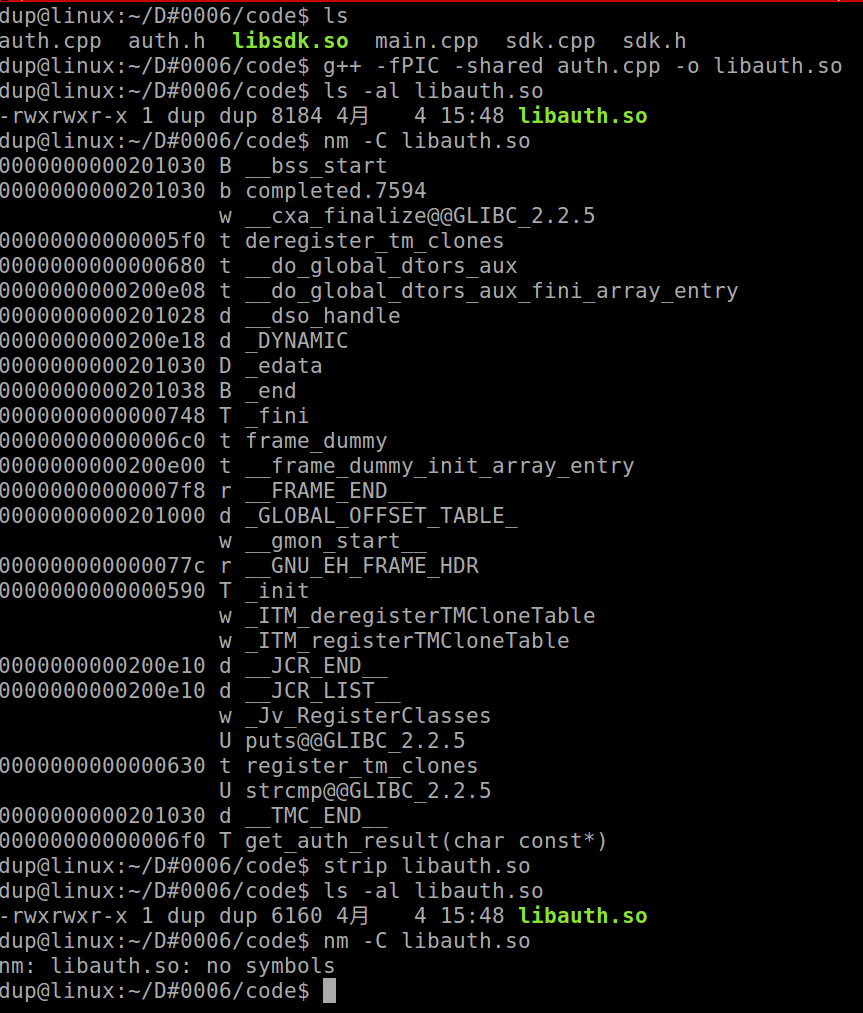 dup@linux:~/D#0006/code$ ls
auth.cpp  auth.h  libsdk.so  main.cpp  sdk.cpp  sdk.h
dup@linux:~/D#0006/code$ g++ -fPIC -shared auth.cpp -o libauth.so
dup@linux:~/D#0006/code$ ls -al libauth.so
-rwxrwxr-x 1 dup dup 8184 4月   4 15:48 libauth.so
dup@linux:~/D#0006/code$ nm -C libauth.so
0000000000201030 B __bss_start
0000000000201030 b completed.7594
                 w __cxa_finalize@@GLIBC_2.2.5
00000000000005f0 t deregister_tm_clones
0000000000000680 t __do_global_dtors_aux
0000000000200e08 t __do_global_dtors_aux_fini_array_entry
0000000000201028 d __dso_handle
0000000000200e18 d _DYNAMIC
0000000000201030 D _edata
0000000000201038 B _end
0000000000000748 T _fini
00000000000006c0 t frame_dummy
0000000000200e00 t __frame_dummy_init_array_entry
00000000000007f8 r __FRAME_END__
0000000000201000 d _GLOBAL_OFFSET_TABLE_
                 w __gmon_start__
000000000000077c r __GNU_EH_FRAME_HDR
0000000000000590 T _init
                 w _ITM_deregisterTMCloneTable
                 w _ITM_registerTMCloneTable
0000000000200e10 d __JCR_END__
0000000000200e10 d __JCR_LIST__
                 w _Jv_RegisterClasses
                 U puts@@GLIBC_2.2.5
0000000000000630 t register_tm_clones
                 U strcmp@@GLIBC_2.2.5
0000000000201030 d __TMC_END__
00000000000006f0 T get_auth_result(char const*)
dup@linux:~/D#0006/code$ strip libauth.so
dup@linux:~/D#0006/code$ ls -al libauth.so
-rwxrwxr-x 1 dup dup 6160 4月   4 15:48 libauth.so
dup@linux:~/D#0006/code$ nm -C libauth.so
nm: libauth.so: no symbols
dup@linux:~/D#0006/code$